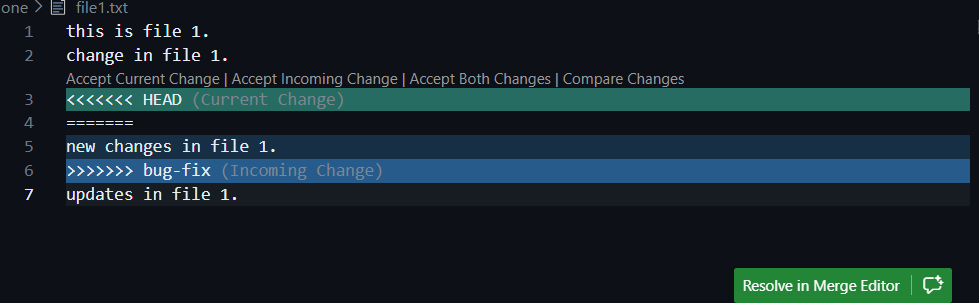 one > file1.txt
1 this is file 1.
2 change in file 1.
Accept Current Change | Accept Incoming Change | Accept Both Changes | Compare Changes
3 <<<<<<< HEAD (Current Change)
4 =======
5 new changes in file 1.
6 >>>>>>> bug-fix (Incoming Change)
7 updates in file 1.
Resolve in Merge Editor